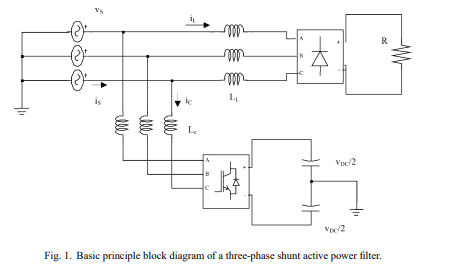 vS
iL
A
B
C
R
iS
iC
LL
Lc
A
B
C
VDC/2
VDC/2
Fig. 1. Basic principle block diagram of a three-phase shunt active power filter.